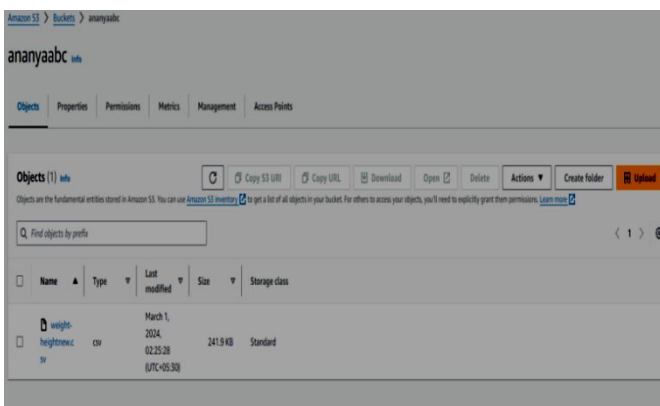 Amazon S3 > Buckets > ananyaabc
ananyaabc Info
Objects Properties Permissions Metrics Management Access Points
Objects (1) Info
Copy S3 URI Copy URL Download Open Delete Actions Create folder Upload
Objects are the fundamental entities stored in Amazon S3. You can use Amazon S3 inventory to get a list of all objects in your bucket. For others to access your objects, you'll need to explicitly grant them permissions. Learn more
Find objects by prefix
< 1 >
Name Type Last modified Size Storage class
weight-heightnew.csv csv March 1, 2024, 02:25:28 (UTC+05:30) 241.9 KB Standard